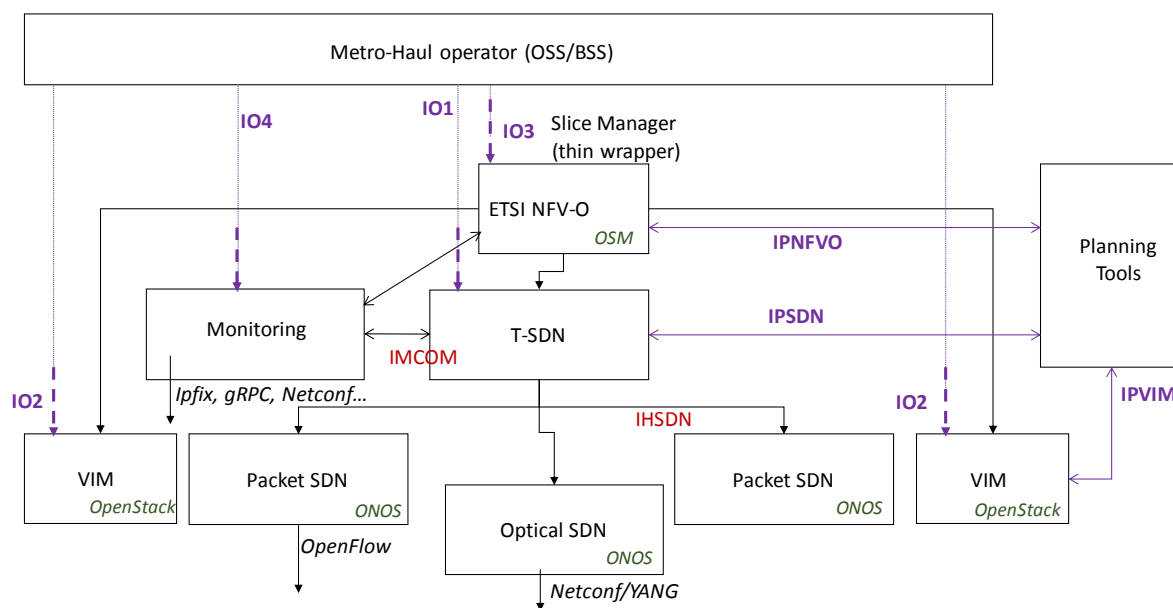 Metro-Haul operator (OSS/BSS)
IO4
IO1
IO3
Slice Manager
(thin wrapper)
ETSI NFV-O
OSM
IPNFVO
Planning
Tools
Monitoring
T-SDN
IPSDN
IMCOM
Ipfix, gRPC, Netconf…
IO2
IHSDN
IO2
IPVIM
VIM
OpenStack
Packet SDN
ONOS
Optical SDN
ONOS
Packet SDN
ONOS
VIM
OpenStack
OpenFlow
Netconf/YANG